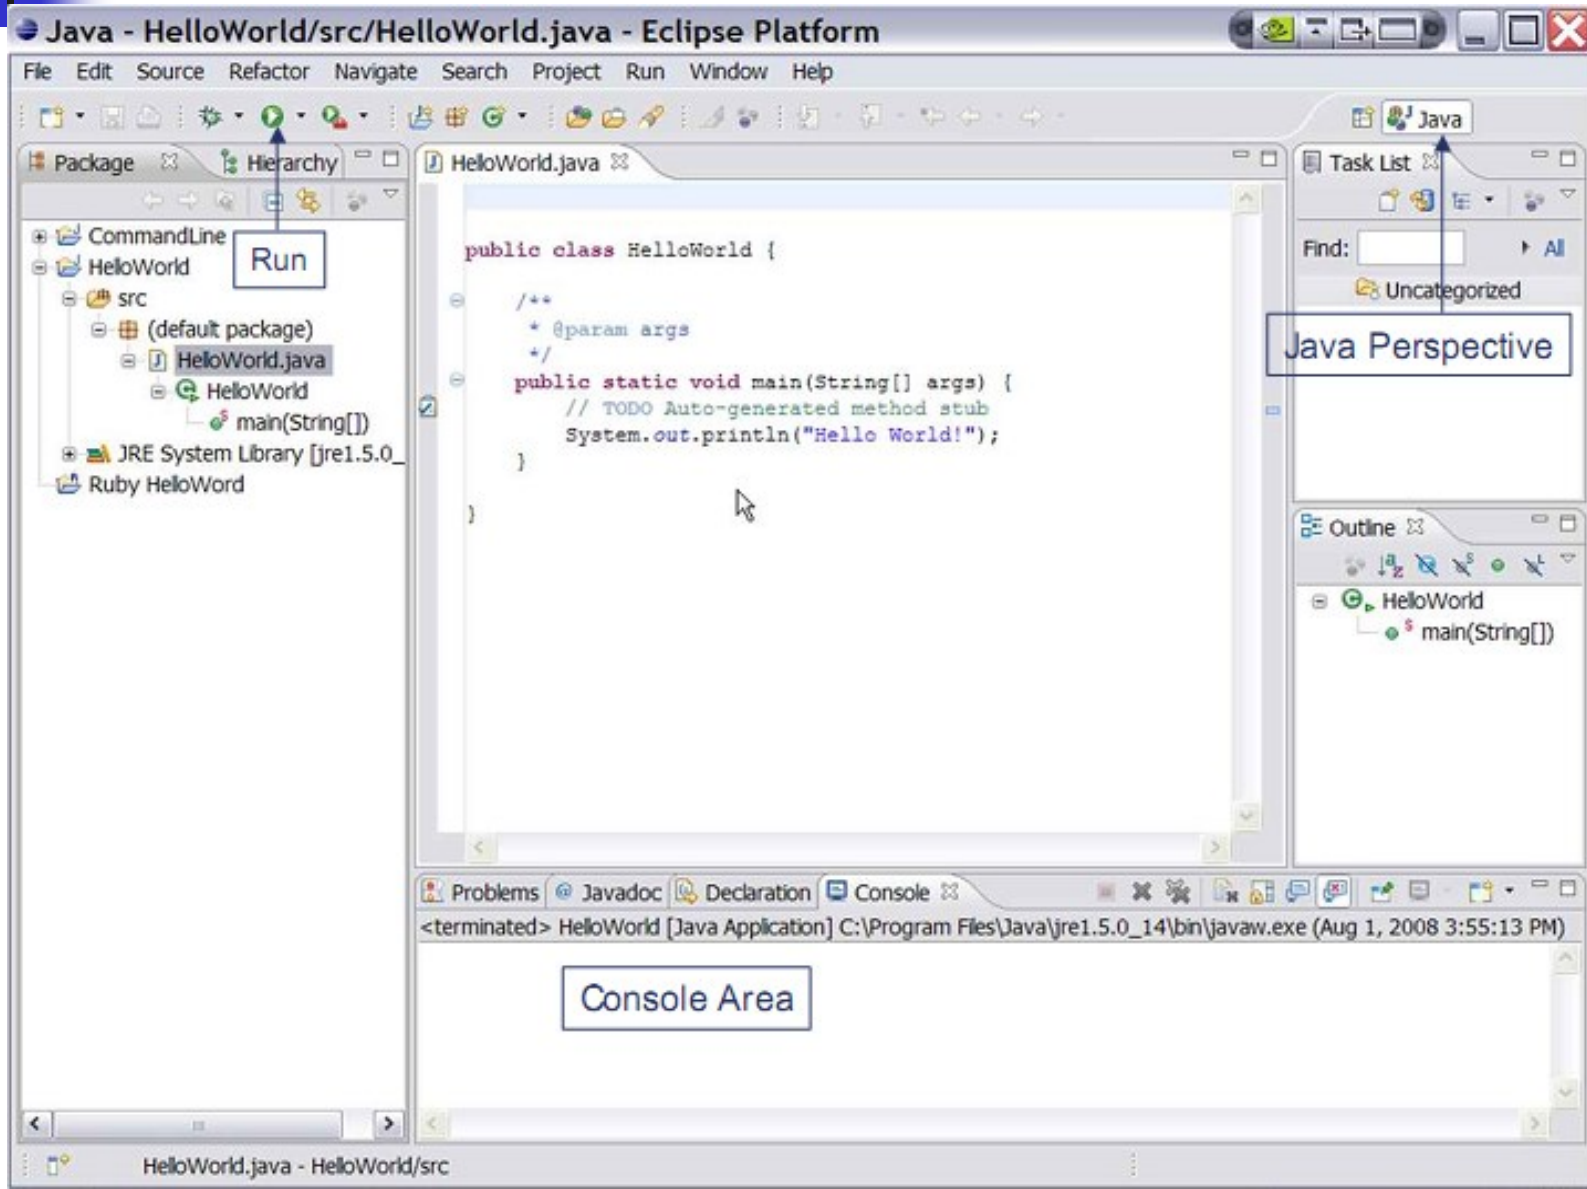 Java - HelloWorld/src/HelloWorld.java - Eclipse Platform
File Edit Source Refactor Navigate Search Project Run Window Help
Java
Package Hierarchy
CommandLine
HelloWorld
src
(default package)
HelloWorld.java
HelloWorld
main(String[])
JRE System Library [jre1.5.0_
Ruby HelloWord
Run
HelloWorld.java
public class HelloWorld {
/**
* @param args
*/
public static void main(String[] args) {
// TODO Auto-generated method stub
System.out.println("Hello World!");
}
}
Task List
Find: All
Uncategorized
Java Perspective
Outline
HelloWorld
main(String[])
Problems Javadoc Declaration Console
<terminated> HelloWorld [Java Application] C:\Program Files\Java\jre1.5.0_14\bin\javaw.exe (Aug 1, 2008 3:55:13 PM)
Console Area
HelloWorld.java - HelloWorld/src